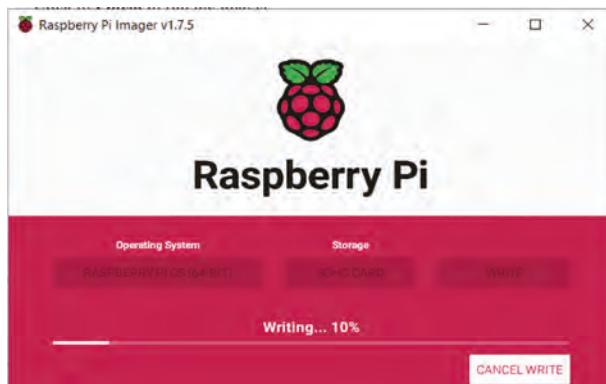 Raspberry Pi Imager v1.7.5
Raspberry Pi
Operating System Storage
RASPBERRY PI OS (64-BIT) CARD WRITE
Writing... 10%
CANCEL WRITE